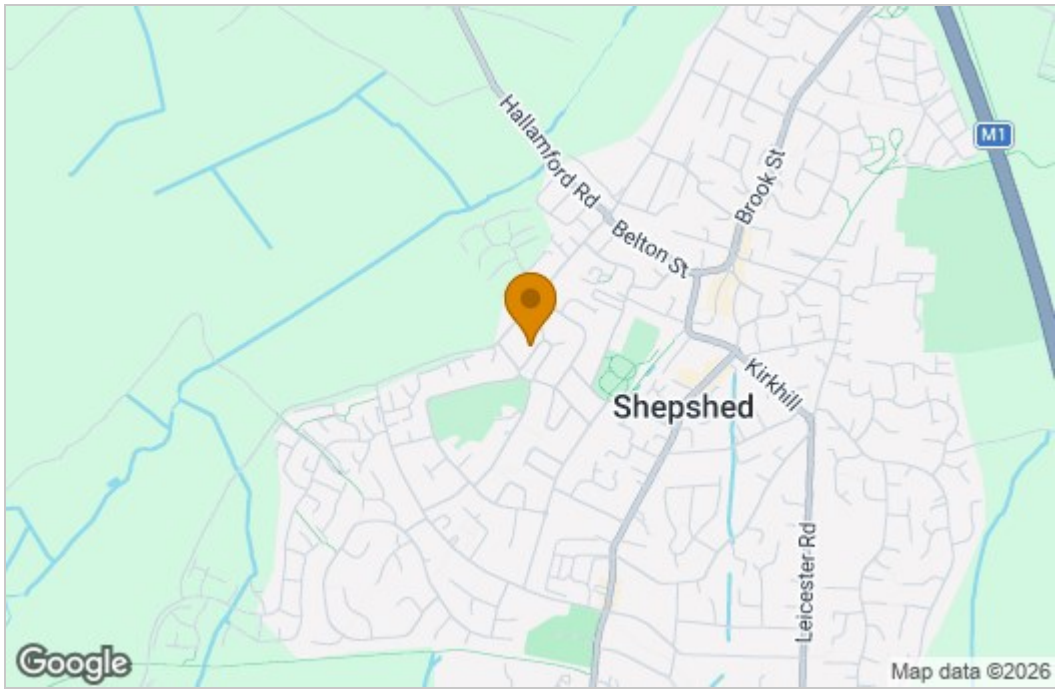 Hallamford Rd
M1
Brook St
Belton St
Kirkhill
Shepshed
Leicester Rd
Google
Map data ©2026